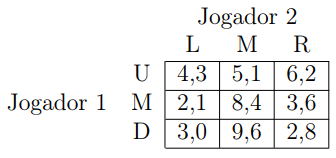 Jogador 2
L M R
U 4,3 5,1 6,2
Jogador 1 M 2,1 8,4 3,6
D 3,0 9,6 2,8